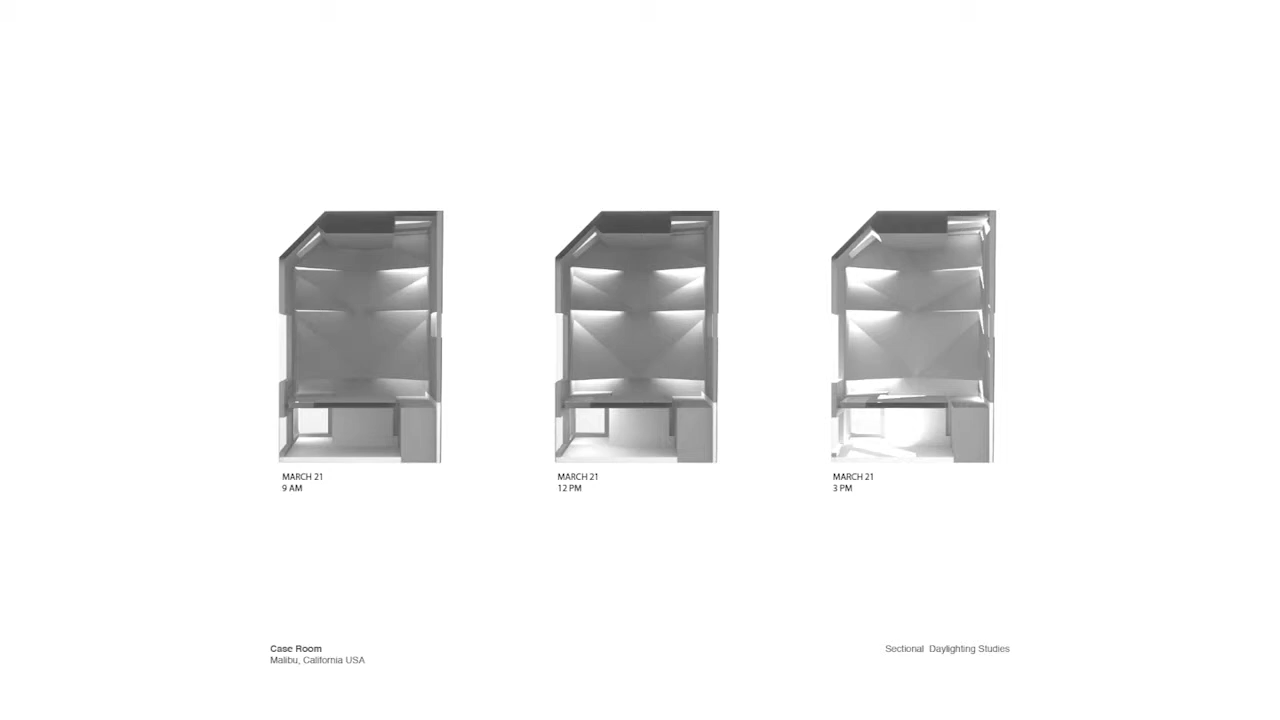 MARCH 21
9 AM
MARCH 21
12 PM
MARCH 21
3 PM
Case Room
Malibu, California USA
Sectional  Daylighting Studies